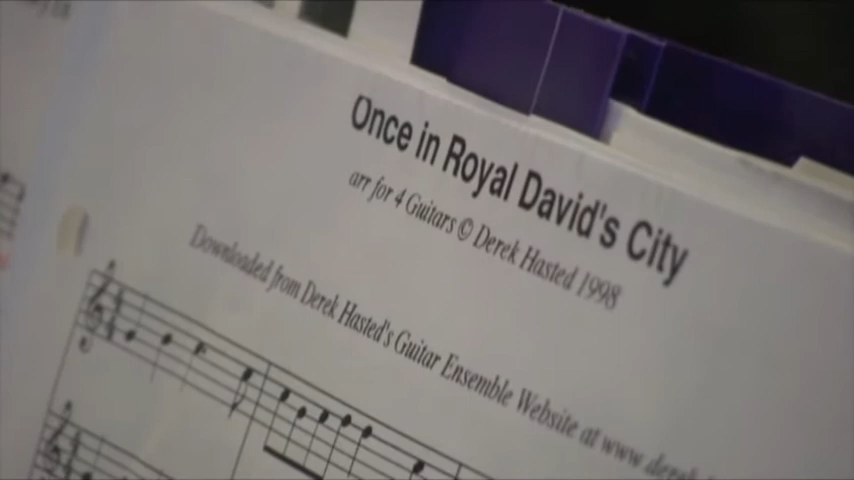 Once in Royal David's City
arr for 4 Guitars © Derek Hasted 1998
Downloaded from Derek Hasted's Guitar Ensemble Website at www.derek